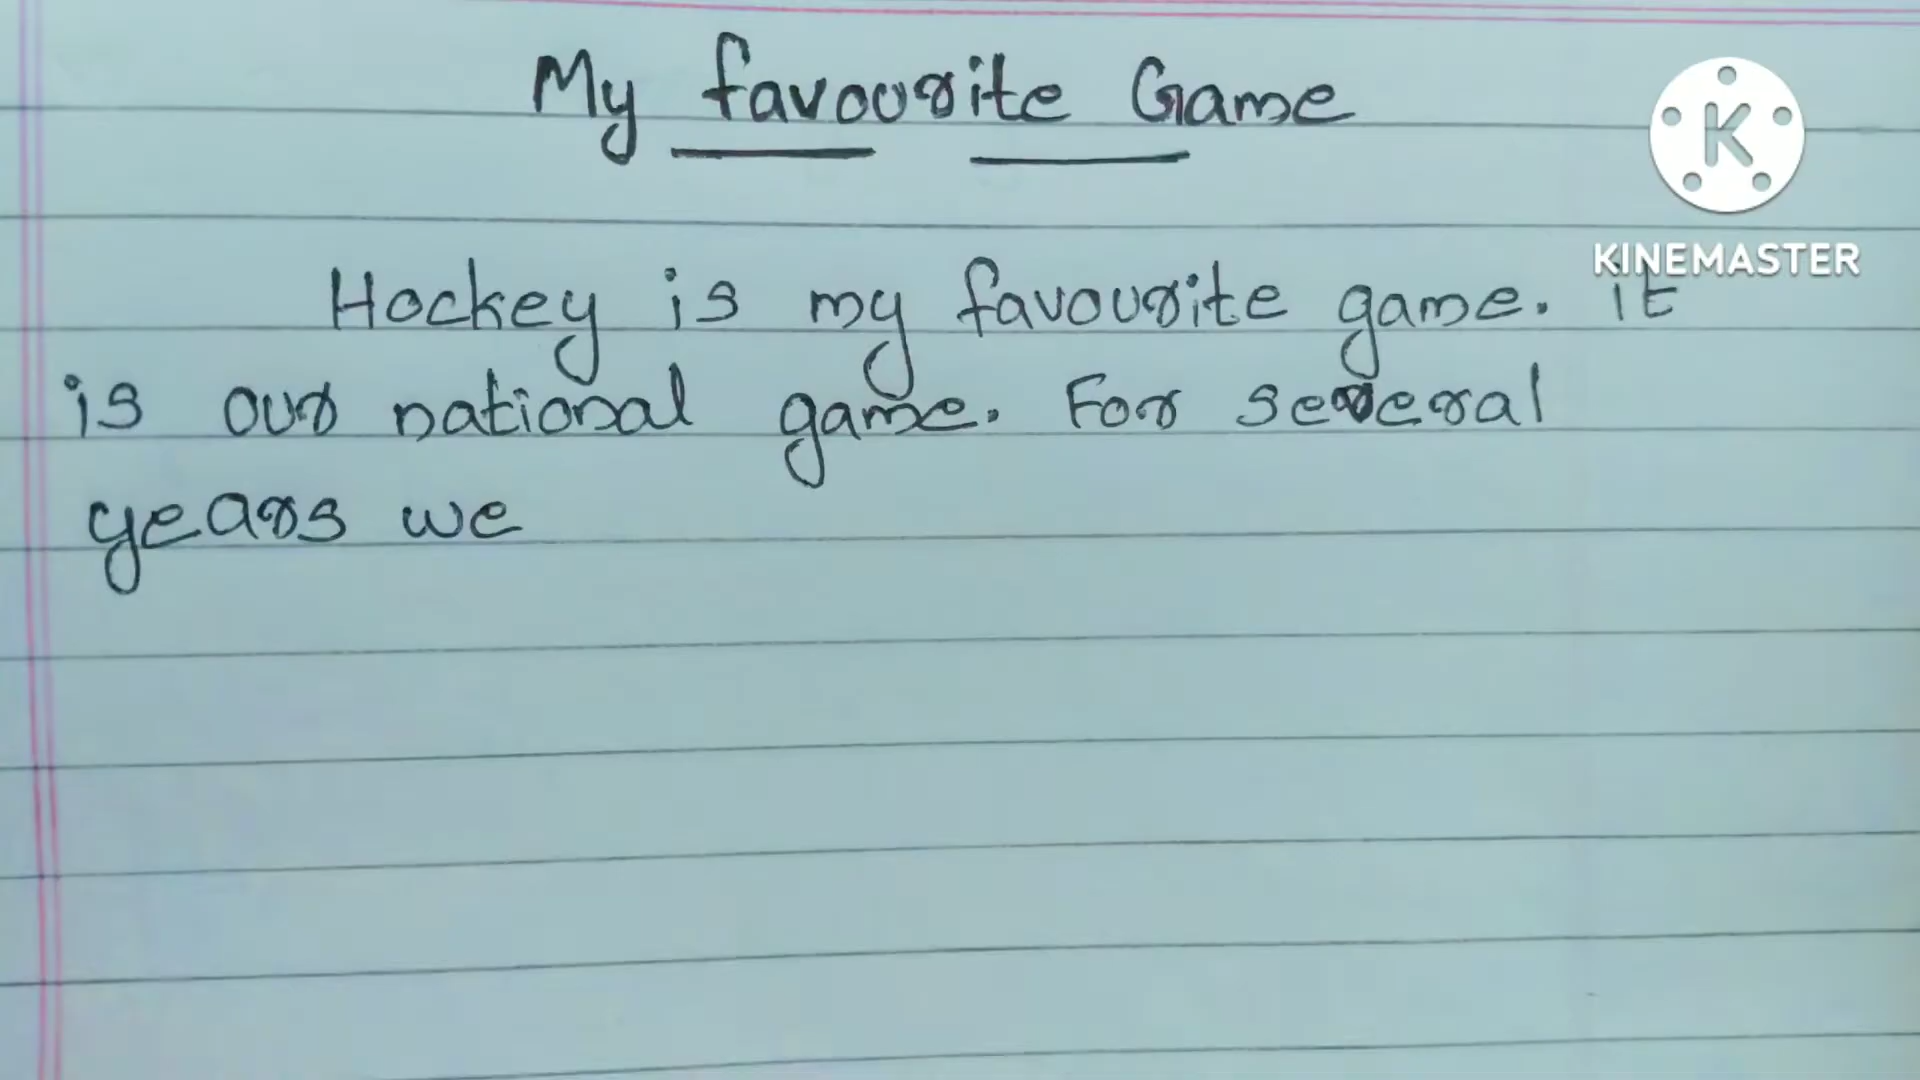 My favourite Game
KINEMASTER
Hockey is my favourite game. it
is our national game. For several
years we